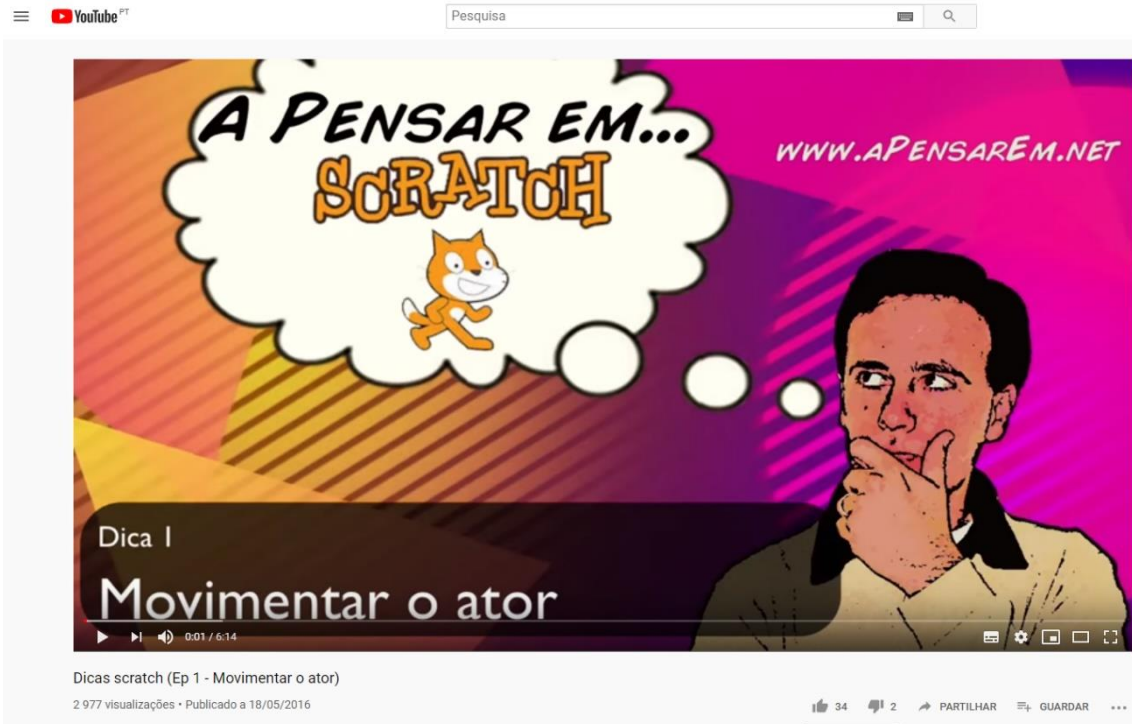 YouTube PT
Pesquisa
A PENSAR EM...
SCRATCH
www.aPensarEm.net
Dica 1
Movimentar o ator
0:01 / 6:14
Dicas scratch (Ep 1 - Movimentar o ator)
2 977 visualizações • Publicado a 18/05/2016
34 2 PARTILHAR GUARDAR